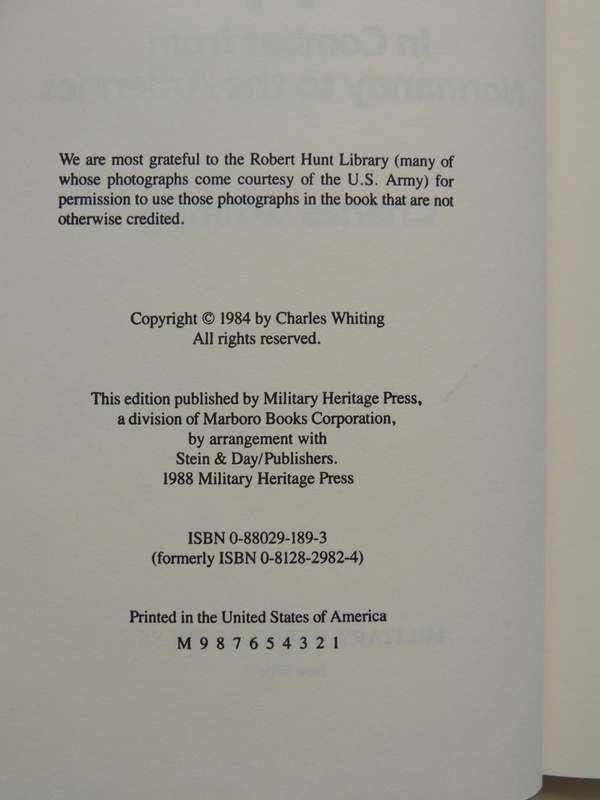 We are most grateful to the Robert Hunt Library (many of
whose photographs come courtesy of the U.S. Army) for
permission to use those photographs in the book that are not
otherwise credited.
Copyright © 1984 by Charles Whiting
All rights reserved.
This edition published by Military Heritage Press,
a division of Marboro Books Corporation,
by arrangement with
Stein & Day/Publishers.
1988 Military Heritage Press
ISBN 0-88029-189-3
(formerly ISBN 0-8128-2982-4)
Printed in the United States of America
M 9 8 7 6 5 4 3 2 1